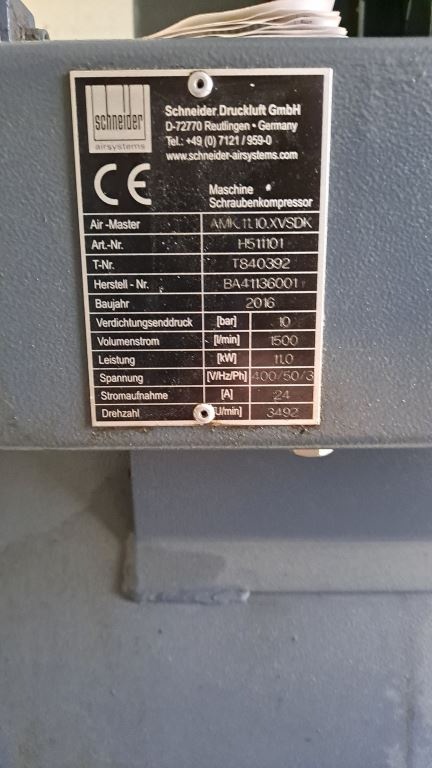 schneider
airsystems
Schneider Druckluft GmbH
D-72770 Reutlingen • Germany
Tel.: +49 (0) 7121 / 959-0
www.schneider-airsystems.com
CE
Maschine
Schraubenkompressor
Air -Master AMK.11.10.XVSDK
Art.-Nr. H511101
T-Nr. T840392
Herstell - Nr. BA41136001
Baujahr 2016
Verdichtungsenddruck [bar] 10
Volumenstrom [l/min] 1500
Leistung [kW] 11.0
Spannung [V/Hz/Ph] 400/50/3
Stromaufnahme [A] 24
Drehzahl U/min] 3492